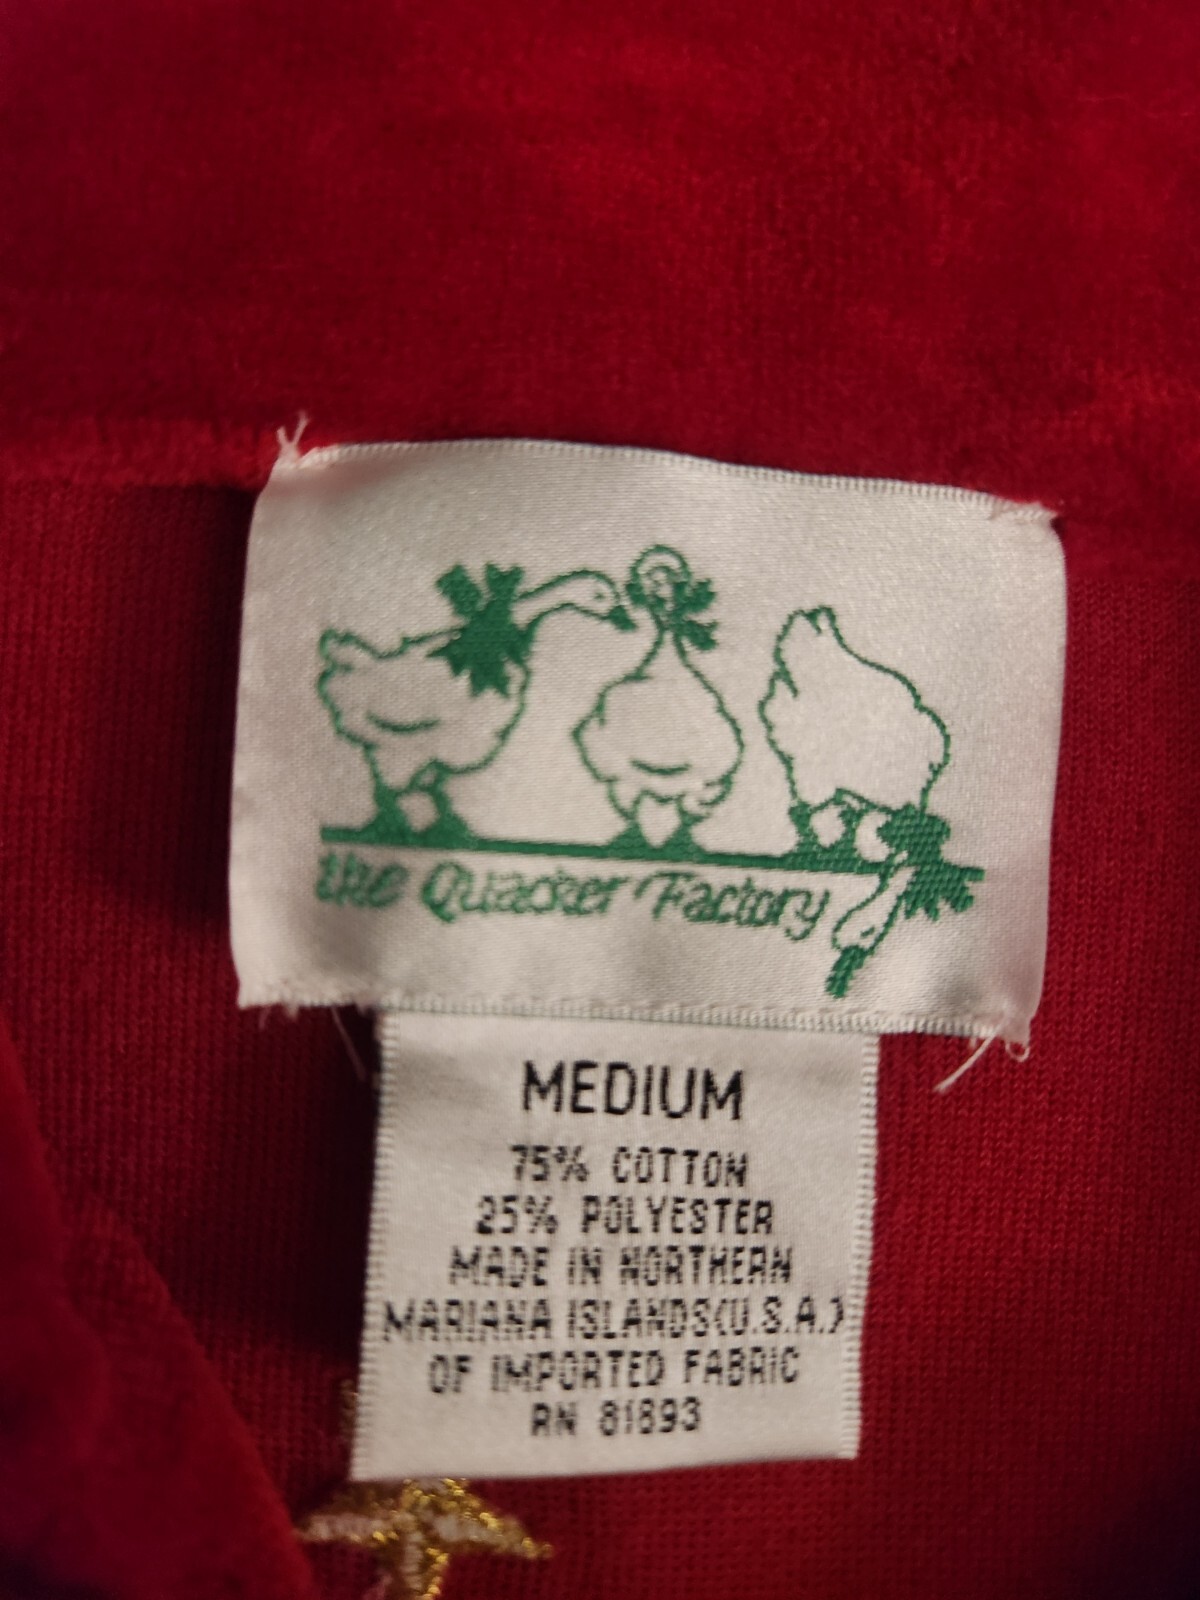 the Quacker Factory
MEDIUM
75% COTTON
25% POLYESTER
MADE IN NORTHERN
MARIANA ISLANDS(U.S.A.)
OF IMPORTED FABRIC
RN 81893